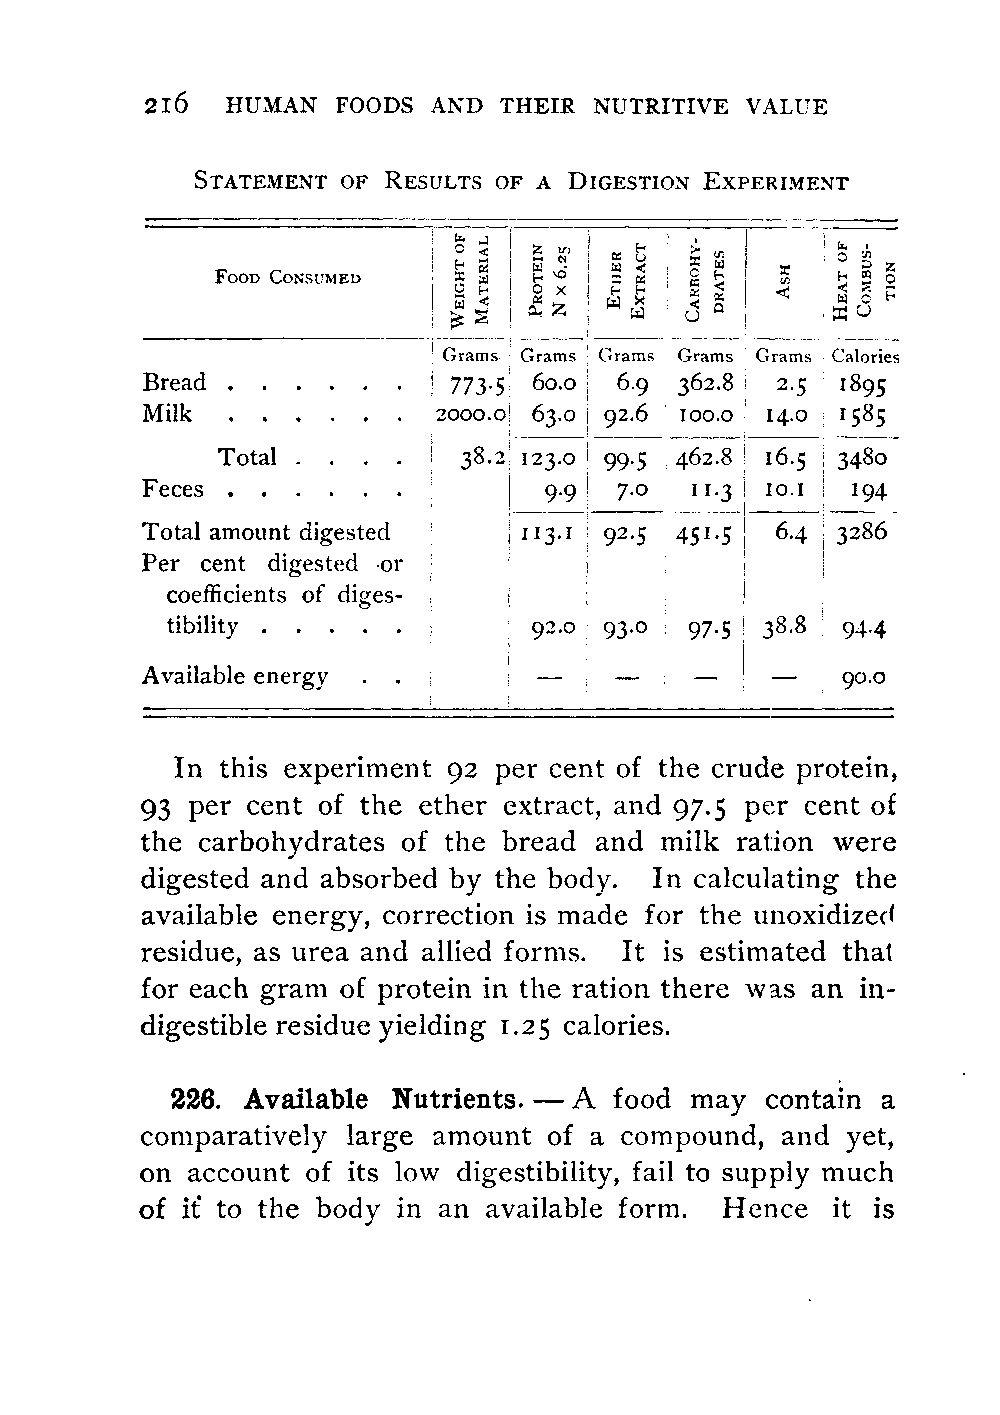 216 HUMAN FOODS AND THEIR NUTRITIVE VALUE
STATEMENT OF RESULTS OF A DIGESTION EXPERIMENT
FOOD CONSUMED WEIGHT OF MATERIAL PROTEIN N × 6.25 ETHER EXTRACT CARBOHY-DRATES ASH HEAT OF COMBUS-TION
Grams Grams Grams Grams Grams Calories
Bread . . . . . . 773.5 60.0 6.9 362.8 2.5 1895
Milk . . . . . . 2000.0 63.0 92.6 100.0 14.0 1585
Total . . . . 38.2 123.0 99.5 462.8 16.5 3480
Feces . . . . . . 9.9 7.0 11.3 10.1 194
Total amount digested 113.1 92.5 451.5 6.4 3286
Per cent digested or
coefficients of diges-
tibility . . . . . 92.0 93.0 97.5 38.8 94.4
Available energy . . — — — — 90.0
In this experiment 92 per cent of the crude protein,
93 per cent of the ether extract, and 97.5 per cent of
the carbohydrates of the bread and milk ration were
digested and absorbed by the body. In calculating the
available energy, correction is made for the unoxidized
residue, as urea and allied forms. It is estimated that
for each gram of protein in the ration there was an in-
digestible residue yielding 1.25 calories.
226. Available Nutrients. — A food may contain a
comparatively large amount of a compound, and yet,
on account of its low digestibility, fail to supply much
of it to the body in an available form. Hence it is